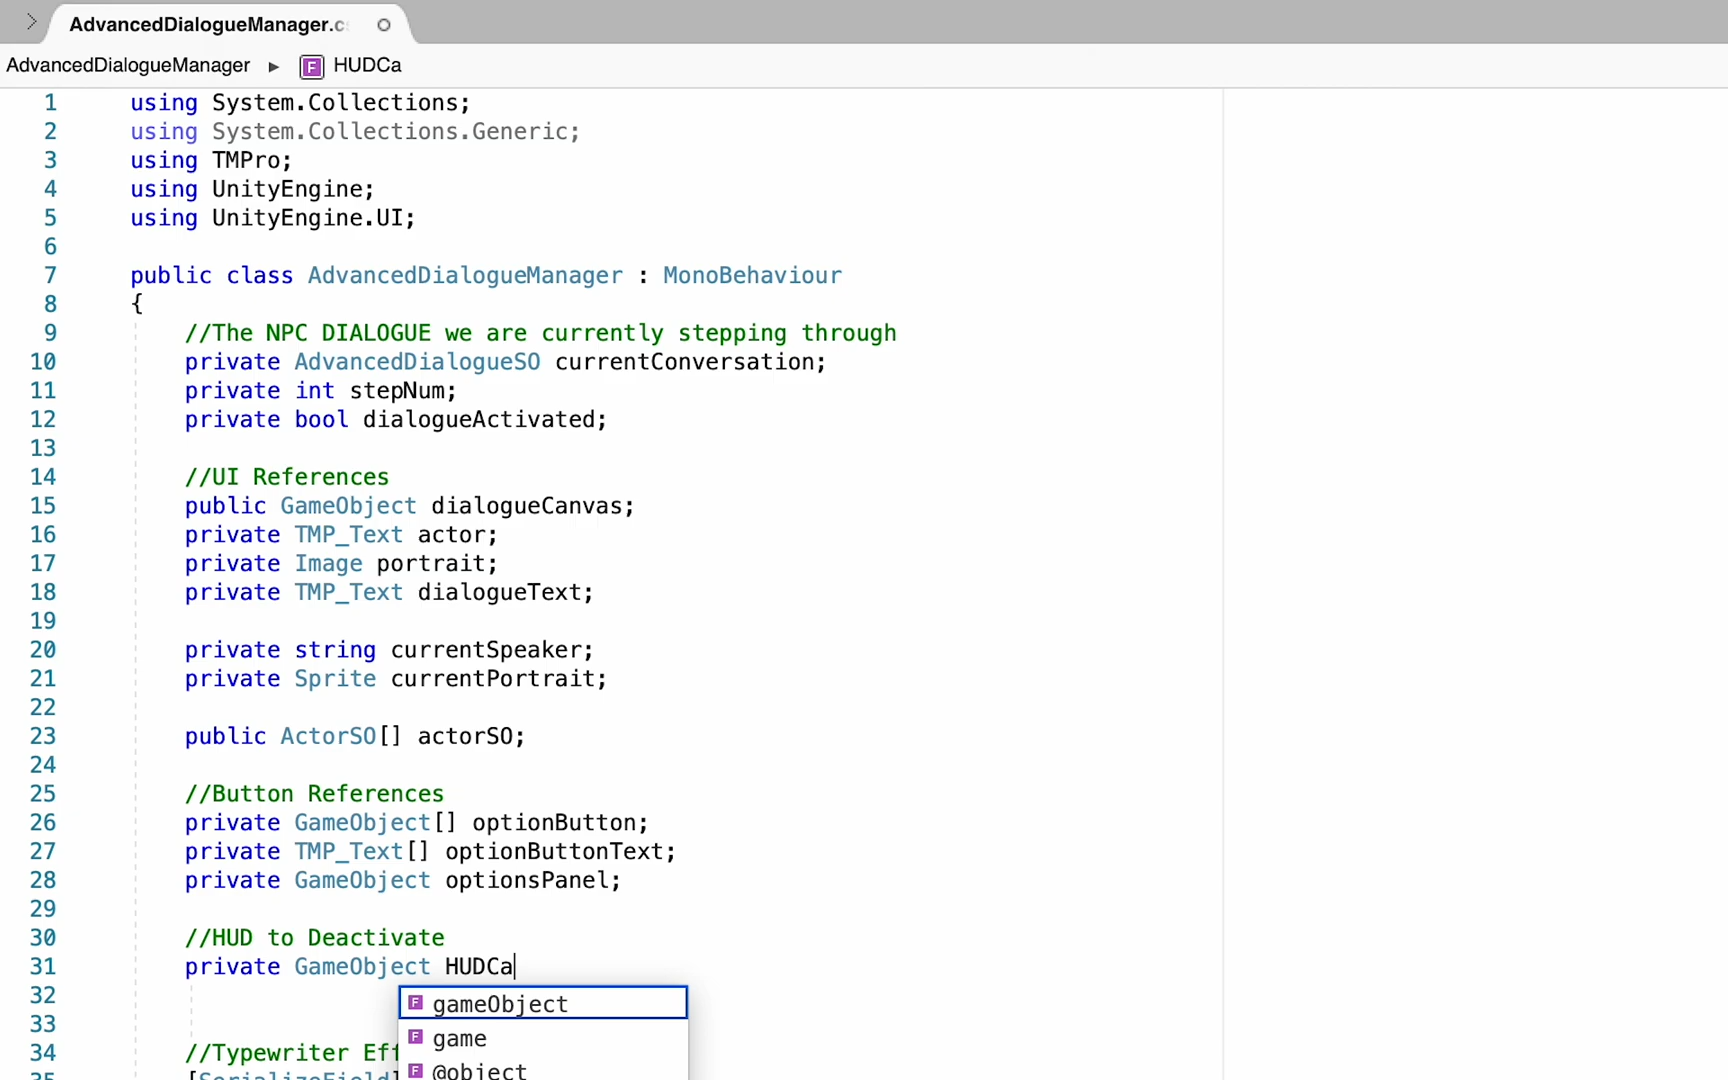 AdvancedDialogueManager.c
AdvancedDialogueManager ▸ F HUDCa
1 using System.Collections;
2 using System.Collections.Generic;
3 using TMPro;
4 using UnityEngine;
5 using UnityEngine.UI;
6
7 public class AdvancedDialogueManager : MonoBehaviour
8 {
9 //The NPC DIALOGUE we are currently stepping through
10 private AdvancedDialogueSO currentConversation;
11 private int stepNum;
12 private bool dialogueActivated;
13
14 //UI References
15 public GameObject dialogueCanvas;
16 private TMP_Text actor;
17 private Image portrait;
18 private TMP_Text dialogueText;
19
20 private string currentSpeaker;
21 private Sprite currentPortrait;
22
23 public ActorSO[] actorSO;
24
25 //Button References
26 private GameObject[] optionButton;
27 private TMP_Text[] optionButtonText;
28 private GameObject optionsPanel;
29
30 //HUD to Deactivate
31 private GameObject HUDCa
32
F gameObject
33
F game
34 //Typewriter Eff
35 [SerializeField]
F @object